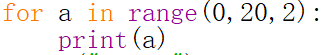 for a in range(0,20,2):
    print(a)